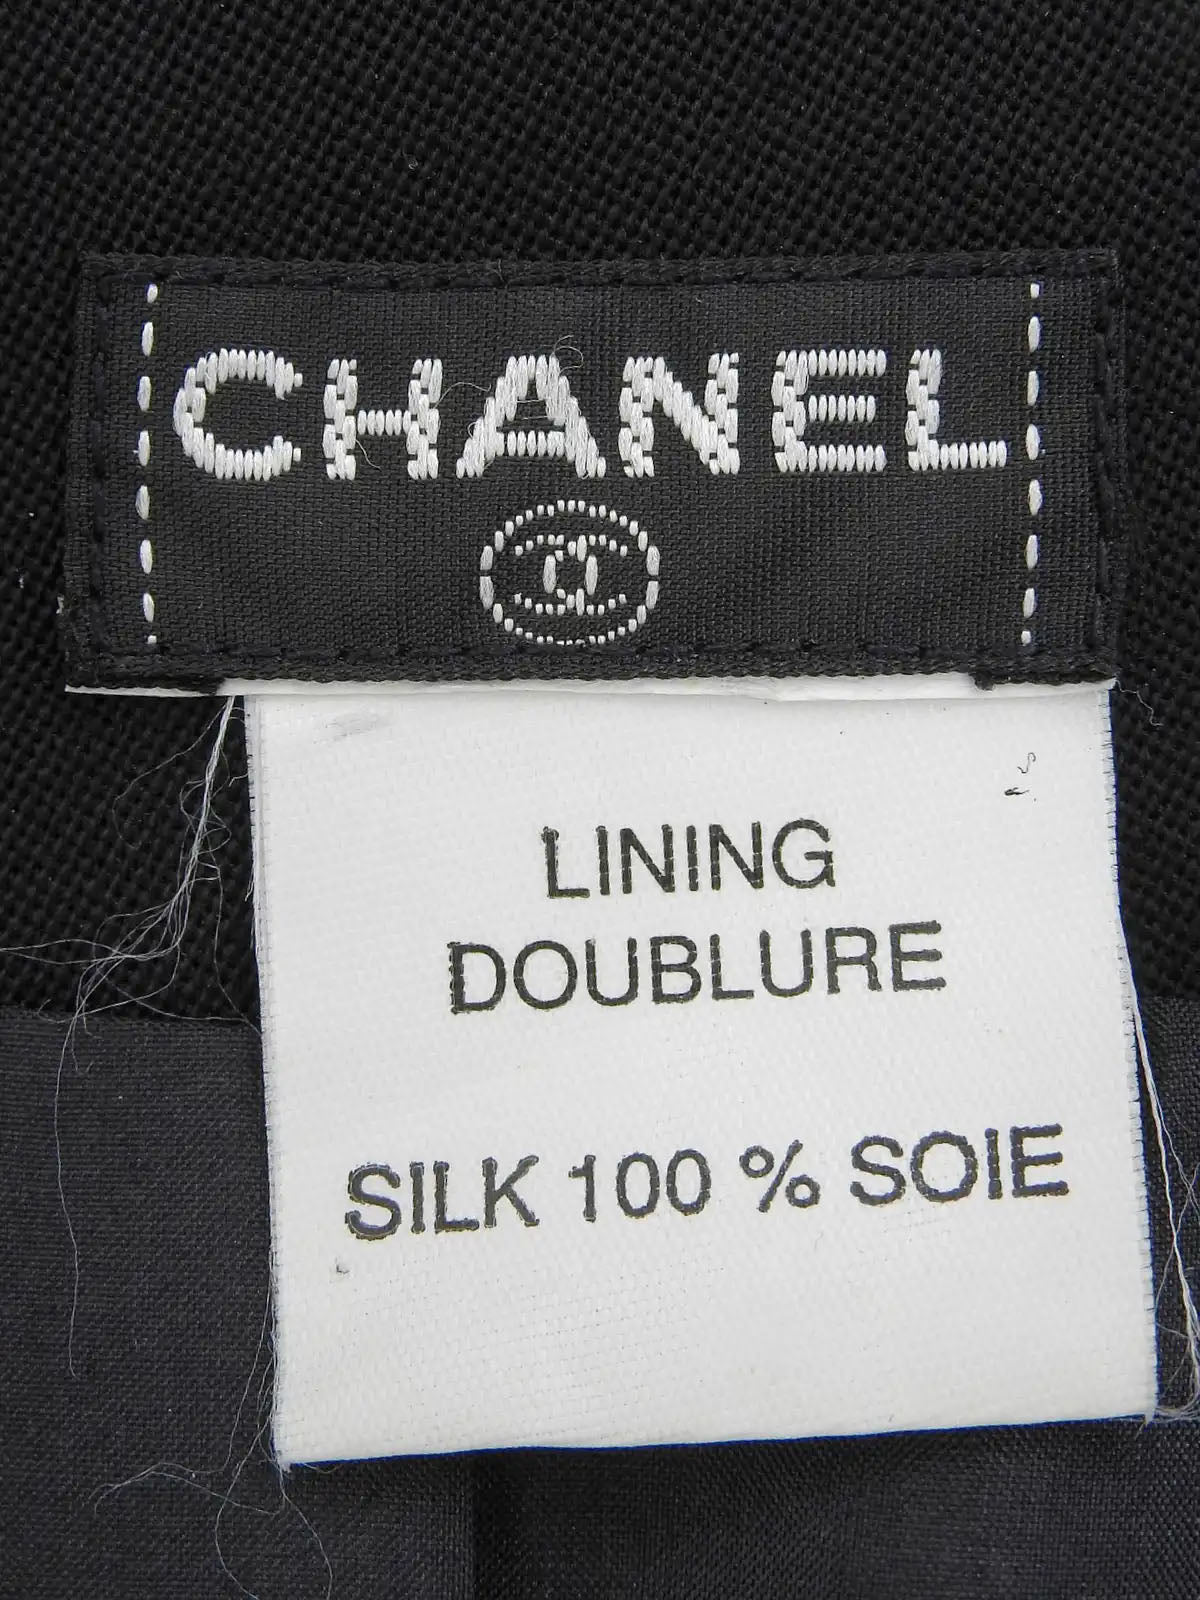 CHANEL
LINING
DOUBLURE
SILK 100 % SOIE